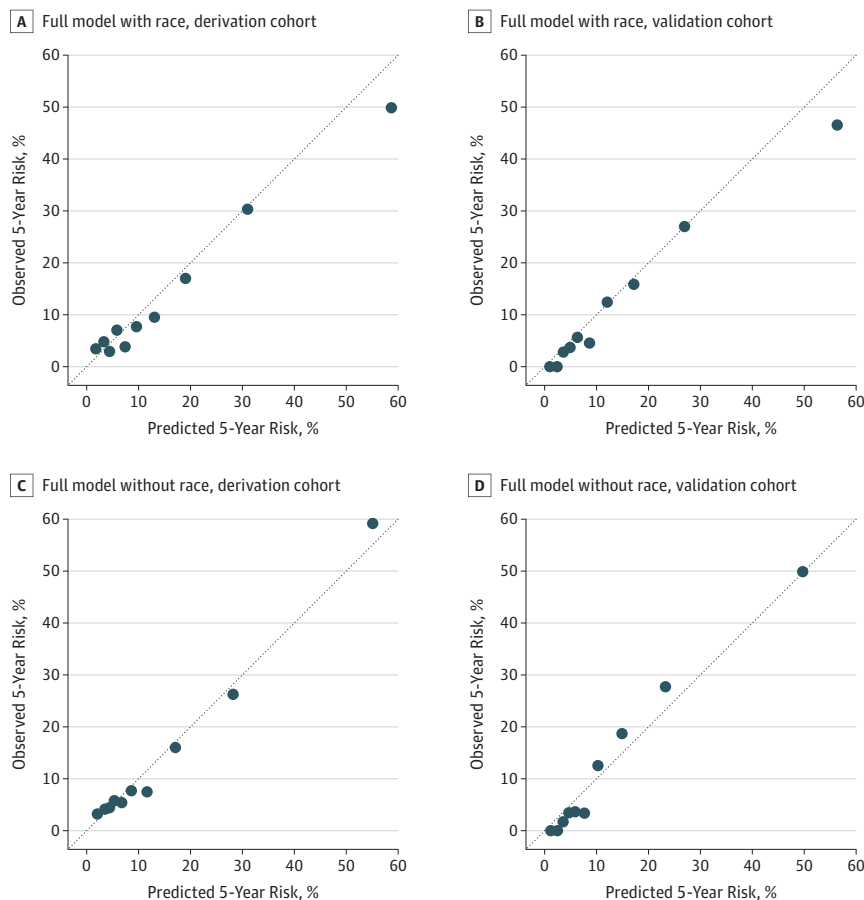 A Full model with race, derivation cohort
60
50
40
30
20
10
0
Observed 5-Year Risk, %
0 10 20 30 40 50 60
Predicted 5-Year Risk, %
B Full model with race, validation cohort
60
50
40
30
20
10
0
Observed 5-Year Risk, %
0 10 20 30 40 50 60
Predicted 5-Year Risk, %
C Full model without race, derivation cohort
60
50
40
30
20
10
0
Observed 5-Year Risk, %
0 10 20 30 40 50 60
Predicted 5-Year Risk, %
D Full model without race, validation cohort
60
50
40
30
20
10
0
Observed 5-Year Risk, %
0 10 20 30 40 50 60
Predicted 5-Year Risk, %